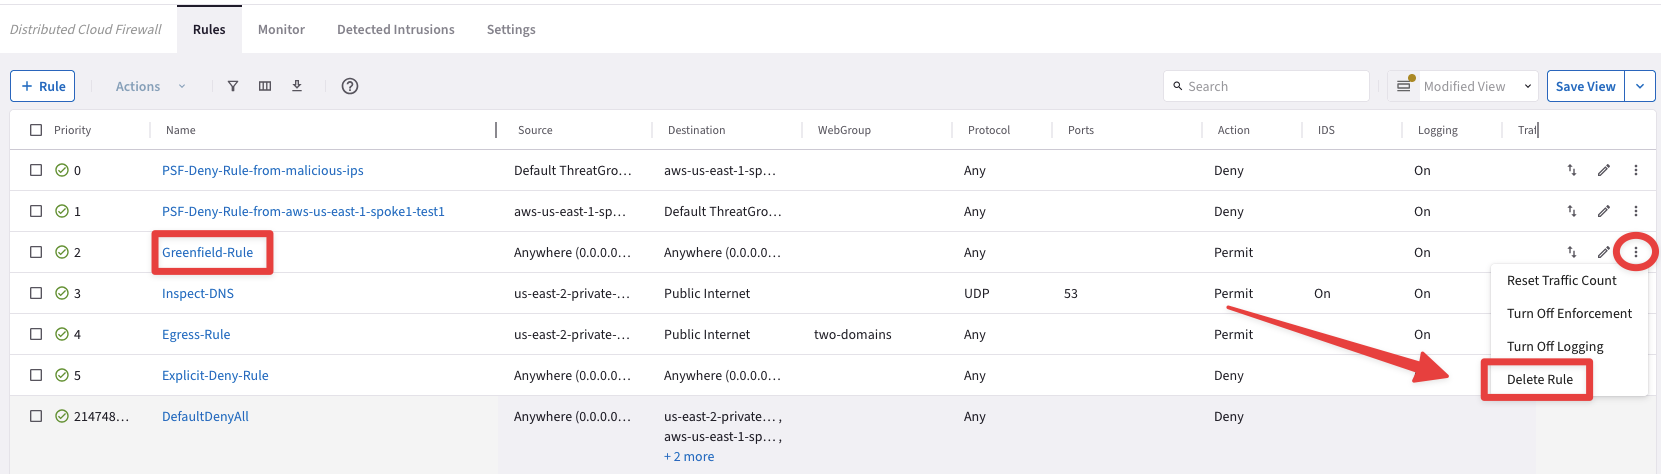 Distributed Cloud Firewall Rules Monitor Detected Intrusions Settings
+ Rule Actions Search Modified View Save View
Priority Name Source Destination WebGroup Protocol Ports Action IDS Logging Traf
0 PSF-Deny-Rule-from-malicious-ips Default ThreatGro... aws-us-east-1-sp... Any Deny On
1 PSF-Deny-Rule-from-aws-us-east-1-spoke1-test1 aws-us-east-1-sp... Default ThreatGro... Any Deny On
2 Greenfield-Rule Anywhere (0.0.0.0... Anywhere (0.0.0.0... Any Permit On
Reset Traffic Count
3 Inspect-DNS us-east-2-private-... Public Internet UDP 53 Permit On On
Turn Off Enforcement
4 Egress-Rule us-east-2-private-... Public Internet two-domains Any Permit On
Turn Off Logging
5 Explicit-Deny-Rule Anywhere (0.0.0.0... Anywhere (0.0.0.0... Any Deny
Delete Rule
214748... DefaultDenyAll Anywhere (0.0.0.0... us-east-2-private... , Any Deny
aws-us-east-1-sp... ,
+ 2 more